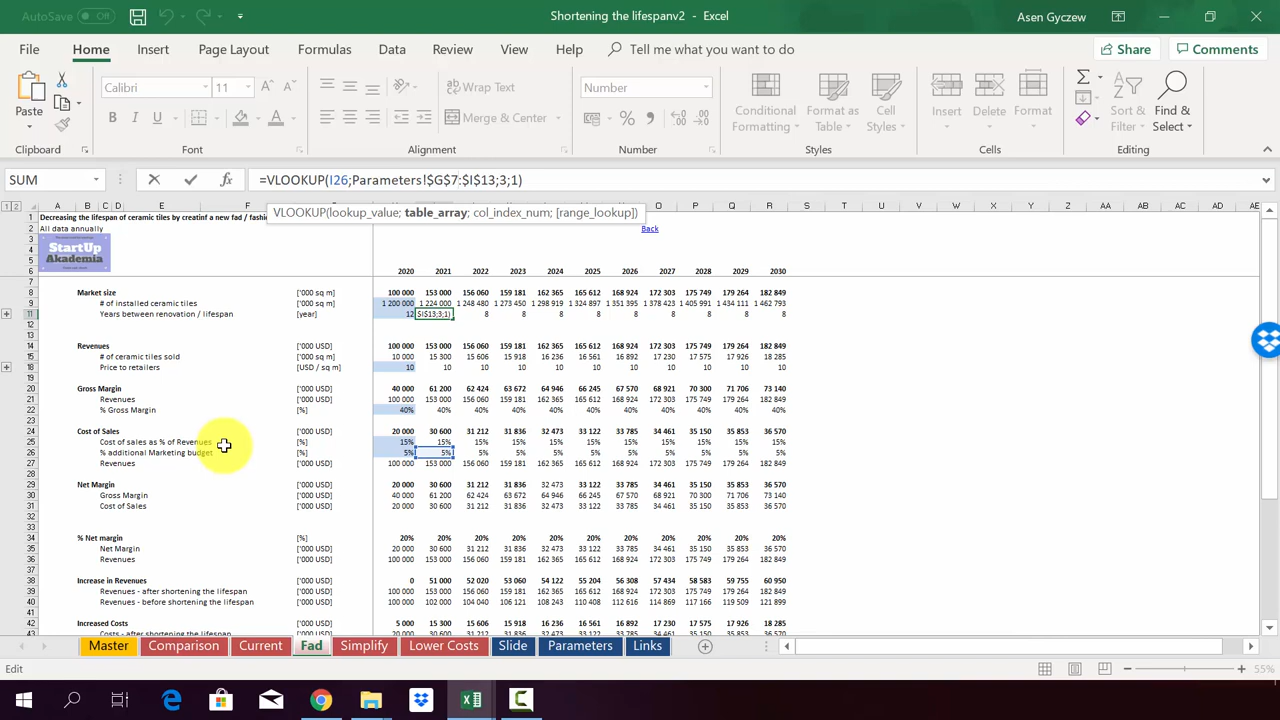 AutoSave Off
Shortening the lifespanv2 - Excel
Asen Gyczew
File Home Insert Page Layout Formulas Data Review View Help Tell me what you want to do Share Comments
Calibri 11 Wrap Text Number
Paste B I U Merge & Center Conditional Formatting Format as Table Cell Styles Insert Delete Format Sort & Filter Find & Select
Clipboard Font Alignment Number Styles Cells Editing
SUM =VLOOKUP(I26;Parameters!$G$7:$I$13;3;1)
VLOOKUP(lookup_value; table_array; col_index_num; [range_lookup])
1 Decreasing the lifespan of ceramic tiles by creatinf a new fad / fashi
2 All data annually Back
StartUp
Akademia
6 2020 2021 2022 2023 2024 2025 2026 2027 2028 2029 2030
8 Market size ['000 sq m] 100 000 153 000 156 060 159 181 162 365 165 612 168 924 172 303 175 749 179 264 182 849
9 # of installed ceramic tiles ['000 sq m] 1 200 000 1 224 000 1 248 480 1 273 450 1 298 919 1 324 897 1 351 395 1 378 423 1 405 991 1 434 111 1 462 793
11 Years between renovation / lifespan [year] 12 $I$13;3;1) 8 8 8 8 8 8 8 8 8
14 Revenues ['000 USD] 100 000 153 000 156 060 159 181 162 365 165 612 168 924 172 303 175 749 179 264 182 849
15 # of ceramic tiles sold ['000 sq m] 10 000 15 300 15 606 15 918 16 236 16 561 16 892 17 230 17 575 17 926 18 285
18 Price to retailers [USD / sq m] 10 10 10 10 10 10 10 10 10 10 10
20 Gross Margin ['000 USD] 40 000 61 200 62 424 63 672 64 946 66 245 67 570 68 921 70 300 71 706 73 140
21 Revenues ['000 USD] 100 000 153 000 156 060 159 181 162 365 165 612 168 924 172 303 175 749 179 264 182 849
22 % Gross Margin [%] 40% 40% 40% 40% 40% 40% 40% 40% 40% 40% 40%
24 Cost of Sales ['000 USD] 20 000 30 600 31 212 31 836 32 473 33 122 33 785 34 461 35 150 35 853 36 570
25 Cost of sales as % of Revenues [%] 15% 15% 15% 15% 15% 15% 15% 15% 15% 15% 15%
26 % additional Marketing budget [%] 5% 5% 5% 5% 5% 5% 5% 5% 5% 5% 5%
27 Revenues ['000 USD] 100 000 153 000 156 060 159 181 162 365 165 612 168 924 172 303 175 749 179 264 182 849
29 Net Margin ['000 USD] 20 000 30 600 31 212 31 836 32 473 33 122 33 785 34 461 35 150 35 853 36 570
30 Gross Margin ['000 USD] 40 000 61 200 62 424 63 672 64 946 66 245 67 570 68 921 70 300 71 706 73 140
31 Cost of Sales ['000 USD] 20 000 30 600 31 212 31 836 32 473 33 122 33 785 34 461 35 150 35 853 36 570
34 % Net margin [%] 20% 20% 20% 20% 20% 20% 20% 20% 20% 20% 20%
35 Net Margin ['000 USD] 20 000 30 600 31 212 31 836 32 473 33 122 33 785 34 461 35 150 35 853 36 570
36 Revenues ['000 USD] 100 000 153 000 156 060 159 181 162 365 165 612 168 924 172 303 175 749 179 264 182 849
38 Increase in Revenues ['000 USD] 0 51 000 52 020 53 060 54 122 55 204 56 308 57 434 58 583 59 755 60 950
39 Revenues - after shortening the lifespan ['000 USD] 100 000 153 000 156 060 159 181 162 365 165 612 168 924 172 303 175 749 179 264 182 849
40 Revenues - before shortening the lifespan ['000 USD] 100 000 102 000 104 040 106 121 108 243 110 408 112 616 114 869 117 166 119 509 121 899
42 Increased Costs ['000 USD] 5 000 15 300 15 606 15 918 16 236 16 561 16 892 17 230 17 575 17 926 18 285
Master Comparison Current Fad Simplify Lower Costs Slide Parameters Links
Edit 55%